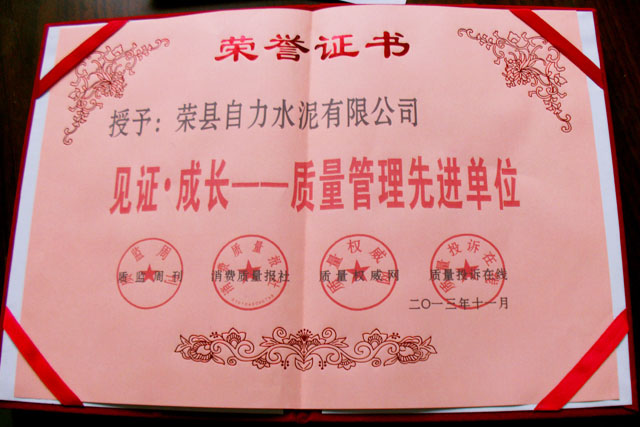 荣誉证书
授予：荣县自力水泥有限公司
见证·成长——质量管理先进单位
质监周刊 消费质量报社 质量权威网 质量投诉在线
二〇一三年十一月